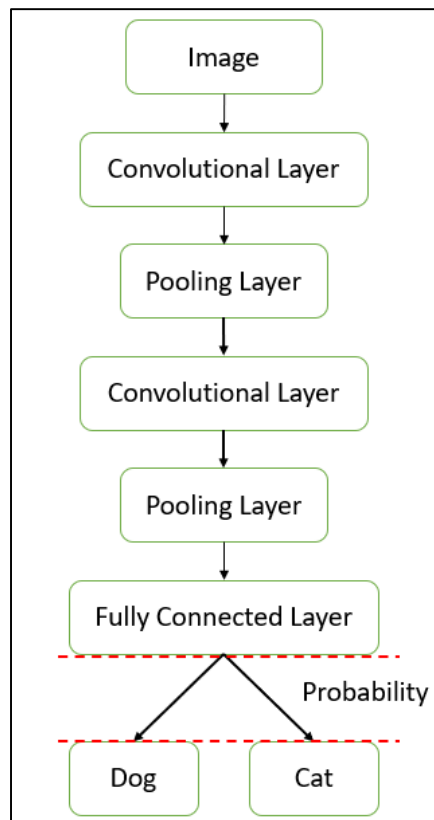 Image
Convolutional Layer
Pooling Layer
Convolutional Layer
Pooling Layer
Fully Connected Layer
Probability
Dog
Cat